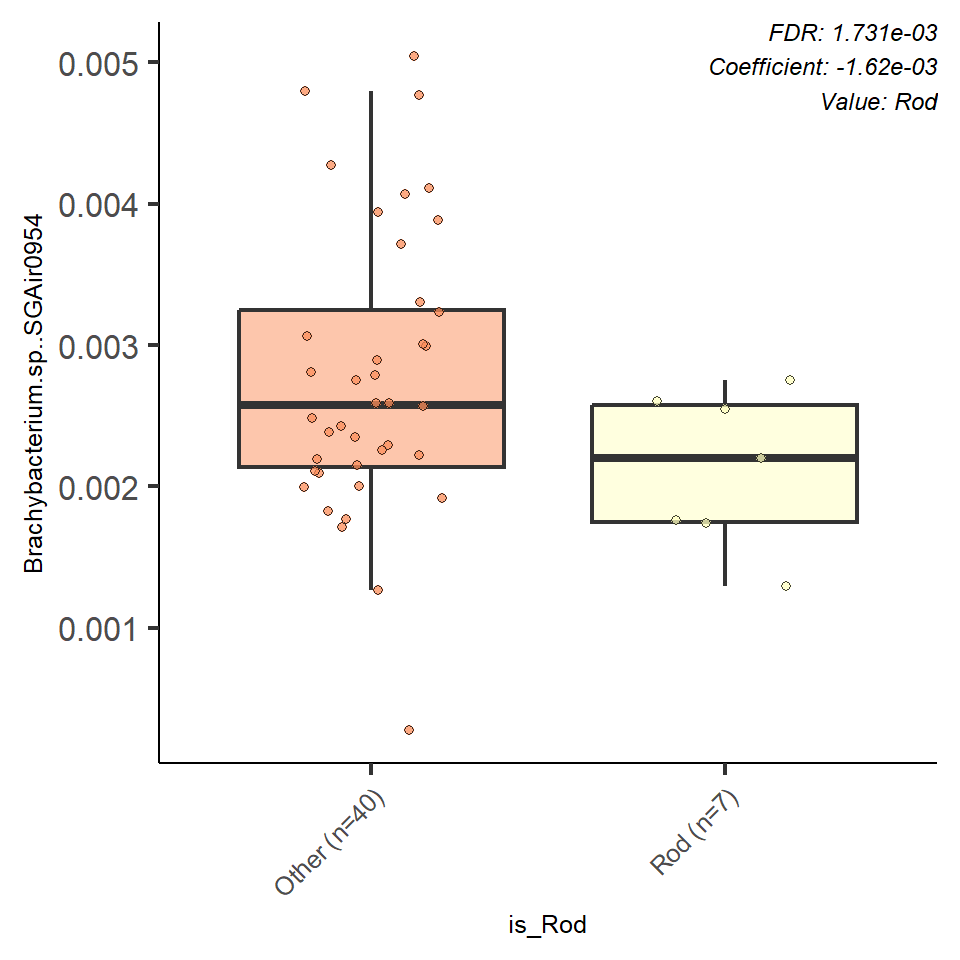 FDR: 1.731e-03
Coefficient: -1.62e-03
Value: Rod
Brachybacterium.sp..SGAir0954
0.005
0.004
0.003
0.002
0.001
Other (n=40)
Rod (n=7)
is_Rod